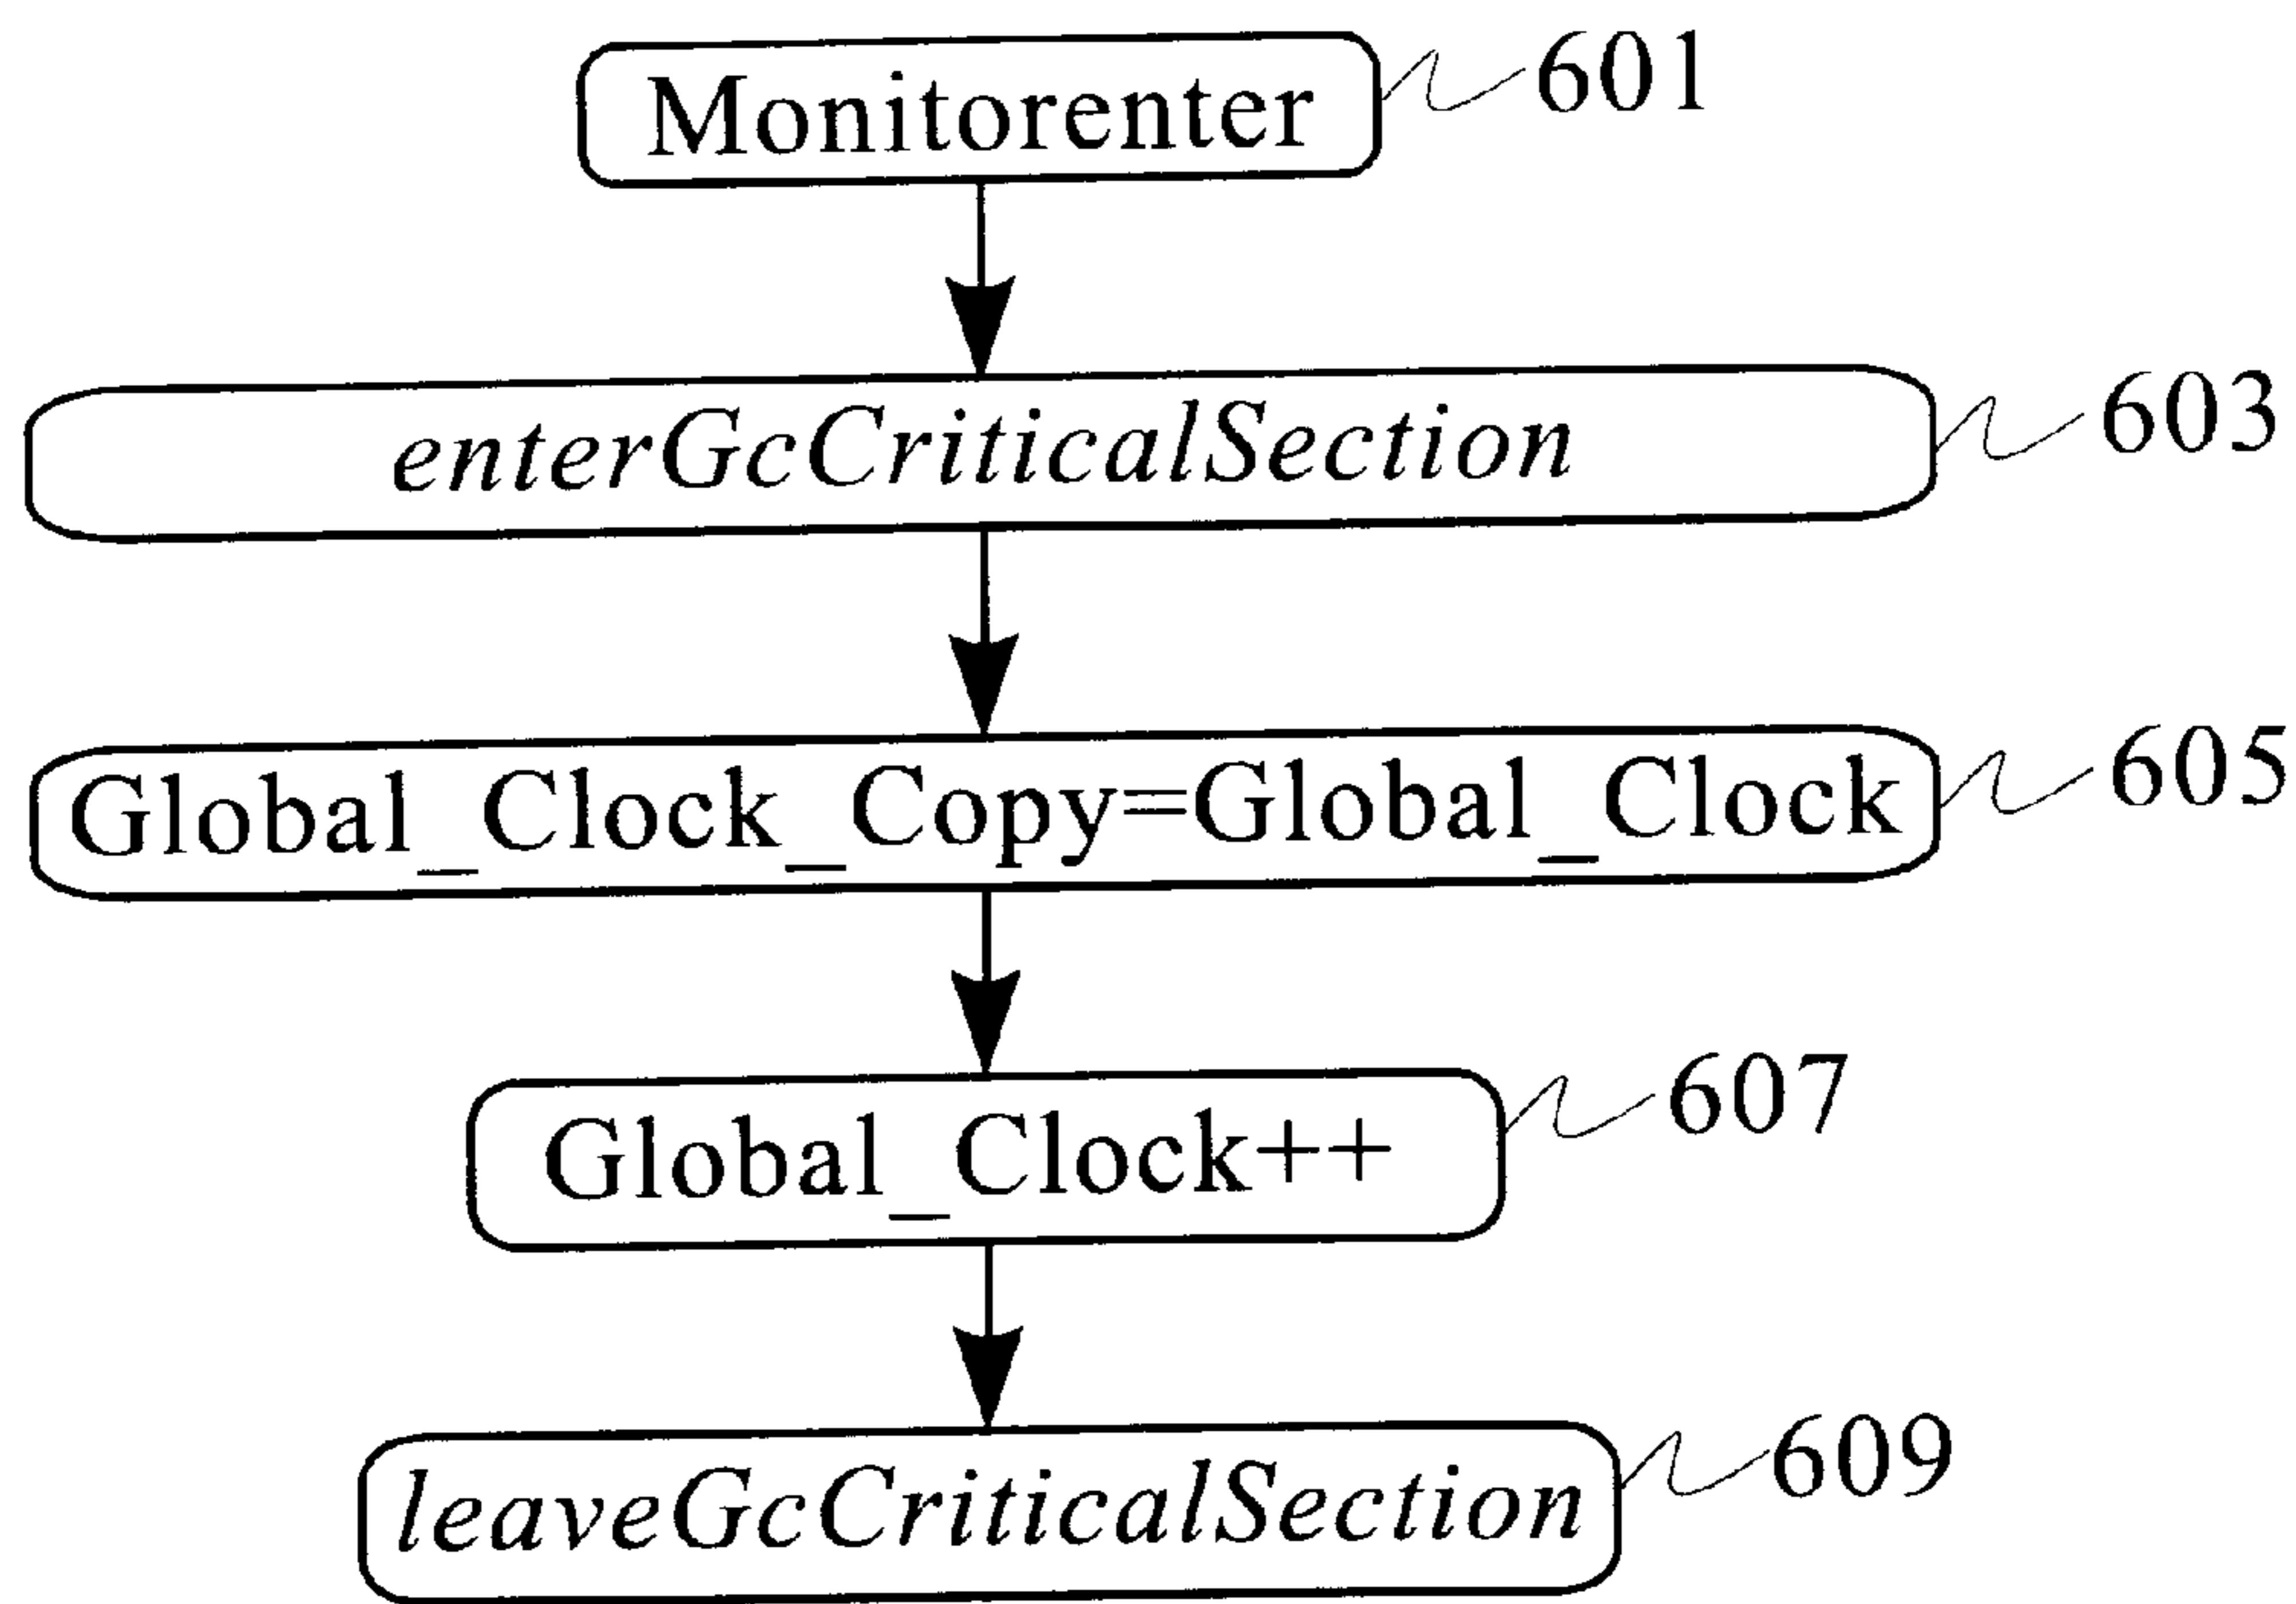 Monitorenter 601
enterGcCriticalSection 603
Global_Clock_Copy=Global_Clock 605
Global_Clock++ 607
leaveGcCriticalSection 609